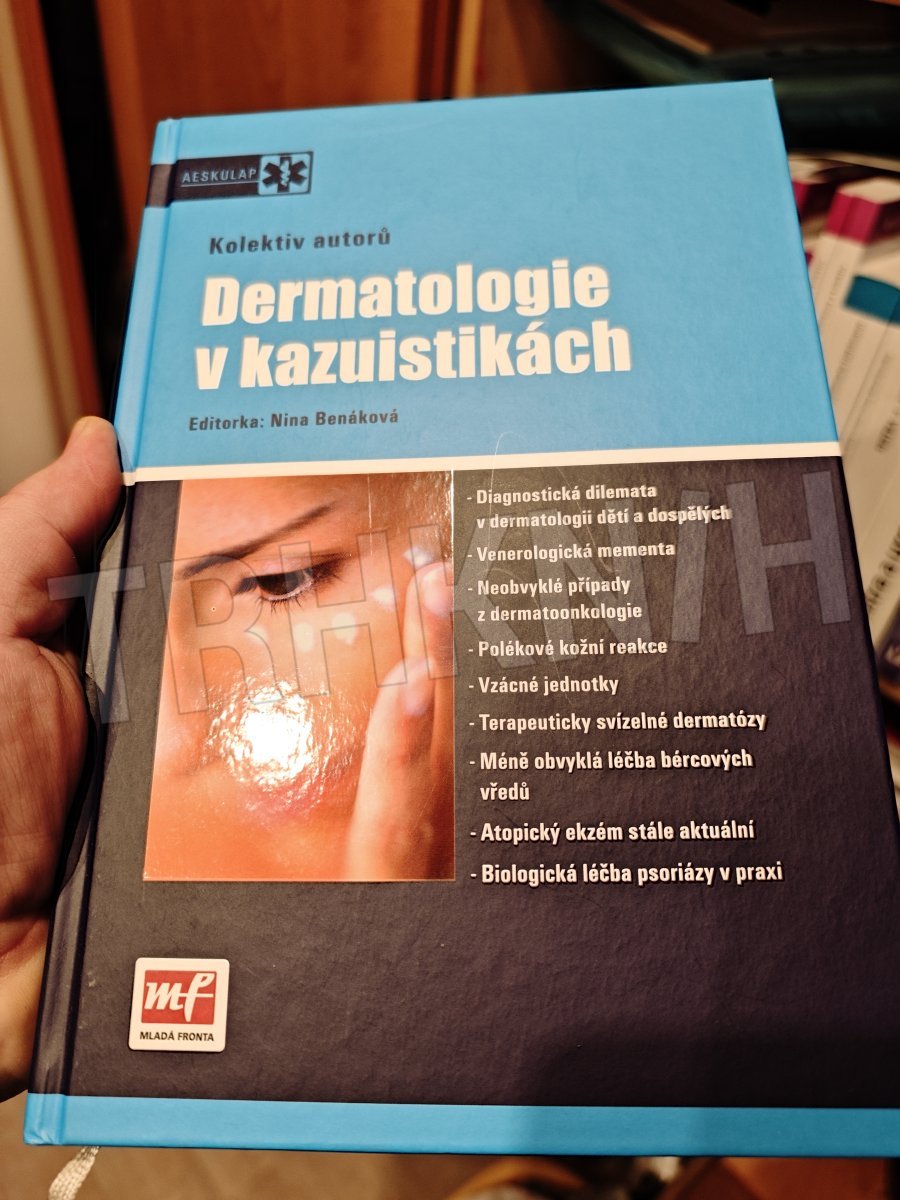 AESKULAP
Kolektiv autorů
Dermatologie
v kazuistikách
Editorka: Nina Benáková
- Diagnostická dilemata
v dermatologii dětí a dospělých
- Venerologická mementa
- Neobvyklé případy
z dermatoonkologie
- Polékové kožní reakce
- Vzácné jednotky
- Terapeuticky svízelné dermatózy
- Méně obvyklá léčba bércových
vředů
- Atopický ekzém stále aktuální
- Biologická léčba psoriázy v praxi
mf
MLADÁ FRONTA
TRHKNIH